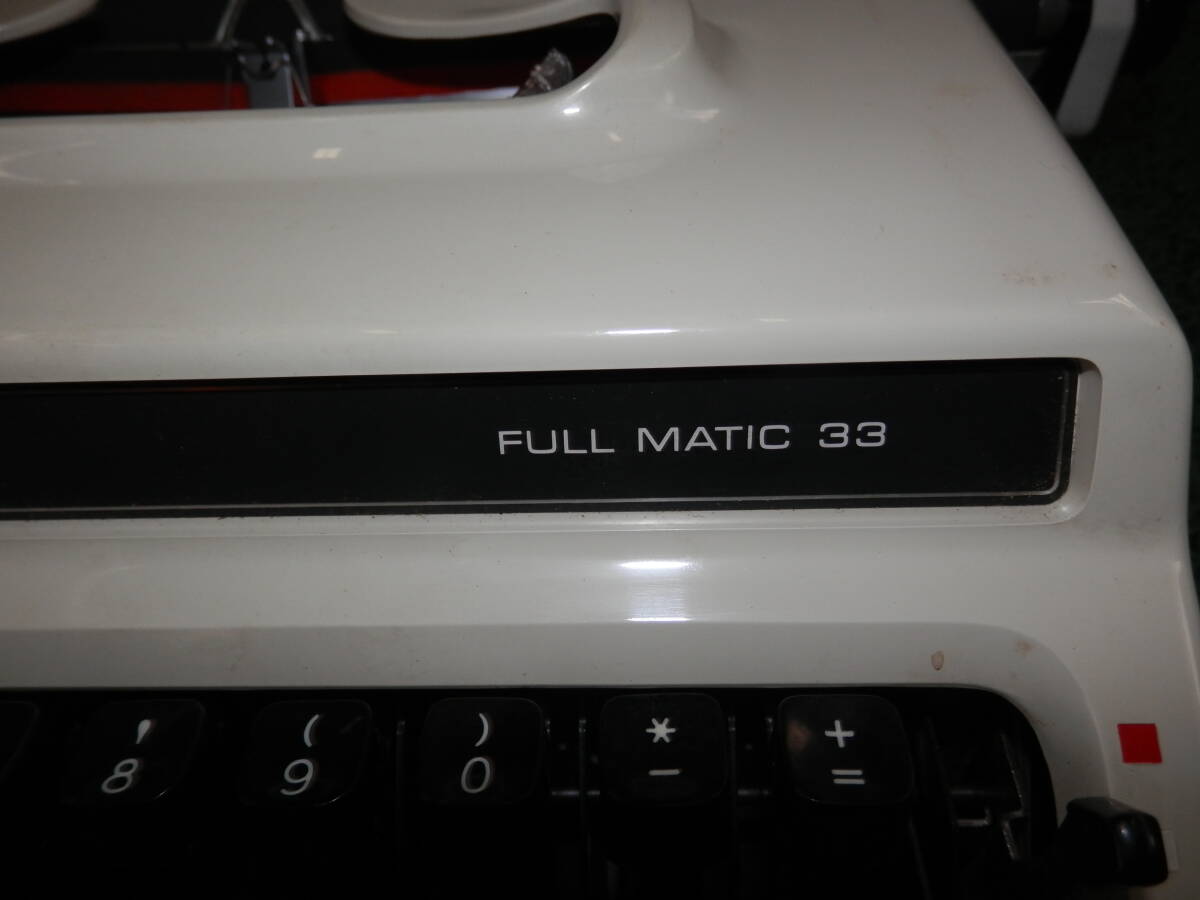 FULL MATIC 33
' ( ) * +
8 9 0 - =